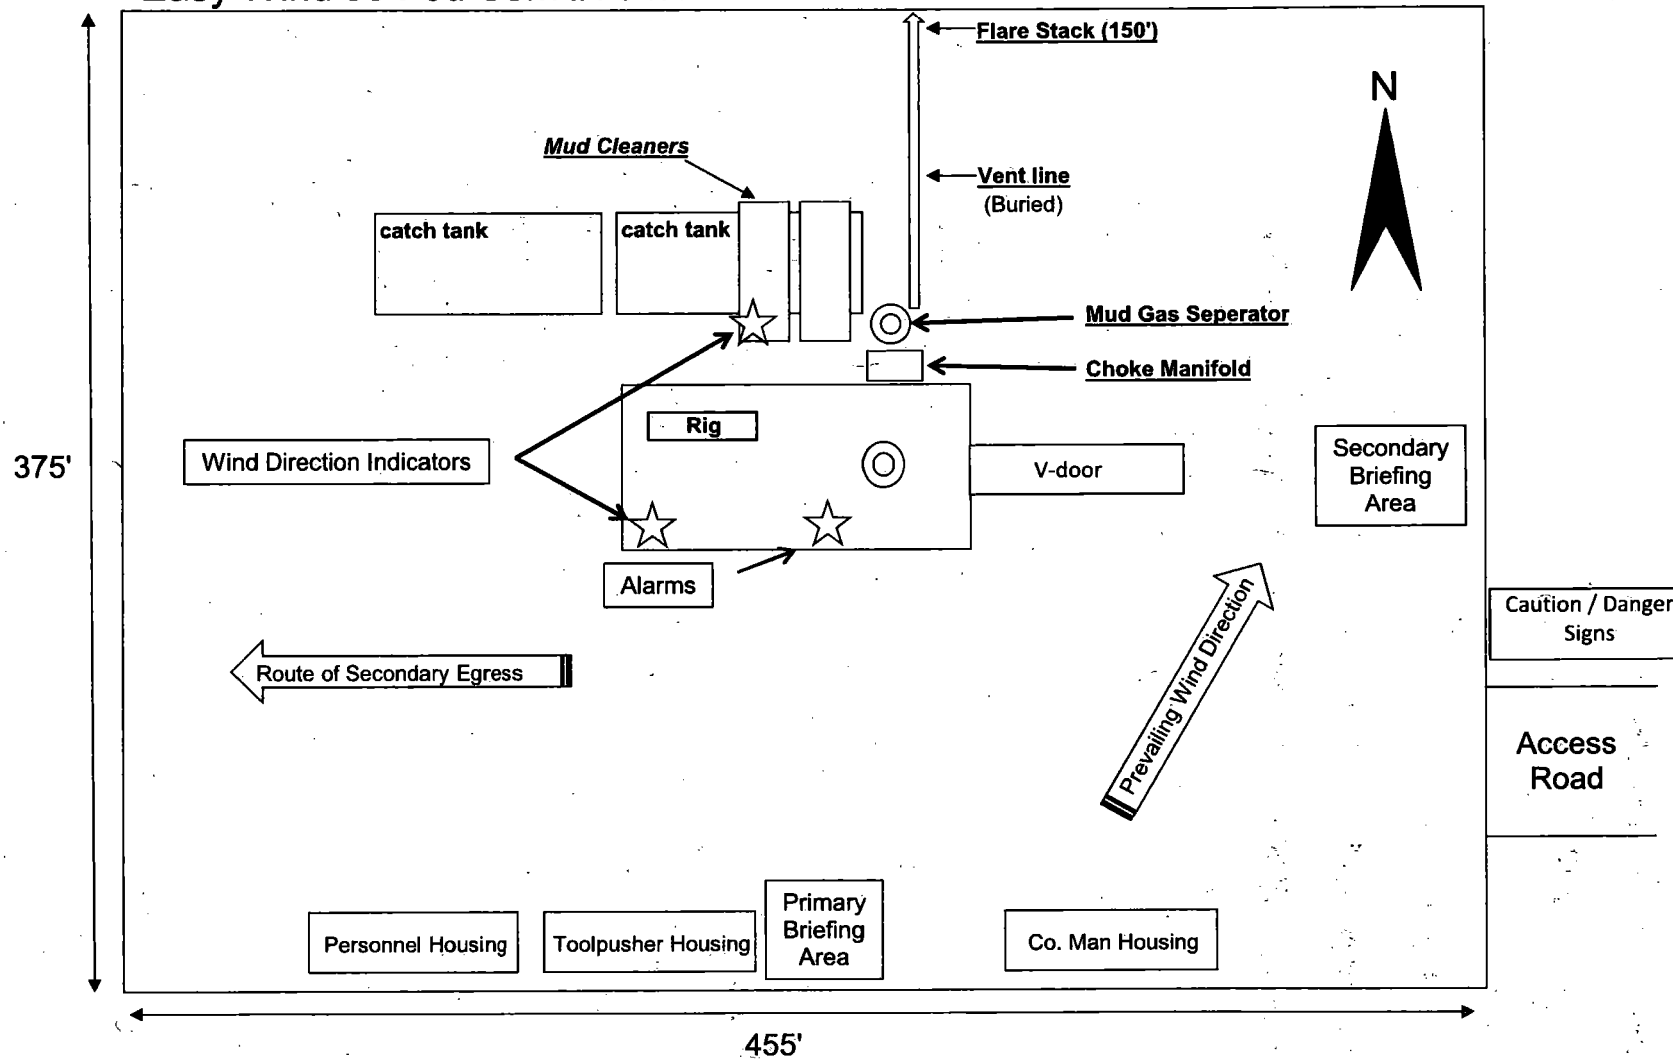 Flare Stack (150')
N
Mud Cleaners
Vent line
(Buried)
catch tank
catch tank
Mud Gas Seperator
Choke Manifold
Rig
Wind Direction Indicators
375'
V-door
Secondary
Briefing
Area
Alarms
Prevailing Wind Direction
Caution / Danger
Signs
Route of Secondary Egress
Access
Road
Primary
Briefing
Area
Personnel Housing
Toolpusher Housing
Co. Man Housing
455'